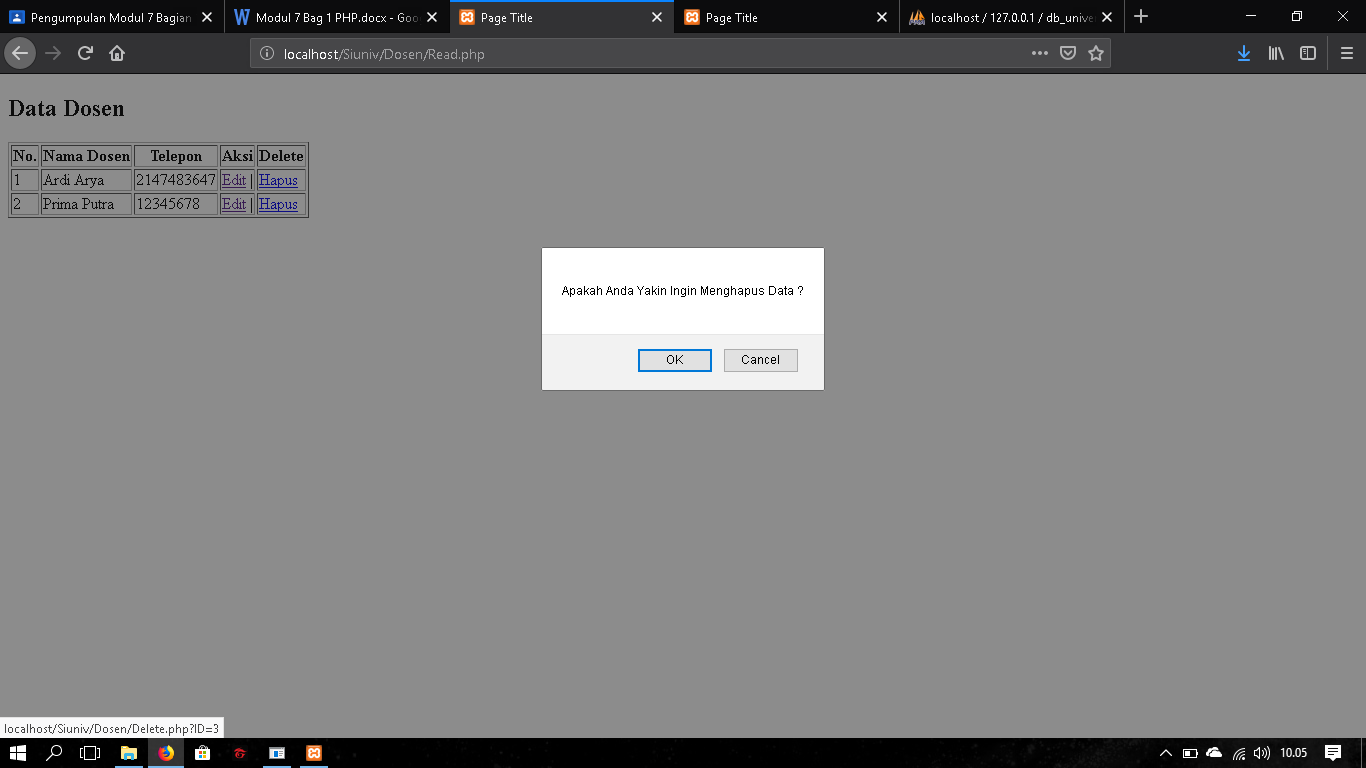 Pengumpulan Modul 7 Bagian
Modul 7 Bag 1 PHP.docx - Goo
Page Title
Page Title
localhost / 127.0.0.1 / db_unive
localhost/Siuniv/Dosen/Read.php
Data Dosen
No. Nama Dosen Telepon Aksi Delete
1 Ardi Arya 2147483647 Edit | Hapus
2 Prima Putra 12345678 Edit | Hapus
Apakah Anda Yakin Ingin Menghapus Data ?
OK Cancel
localhost/Siuniv/Dosen/Delete.php?ID=3
10.05